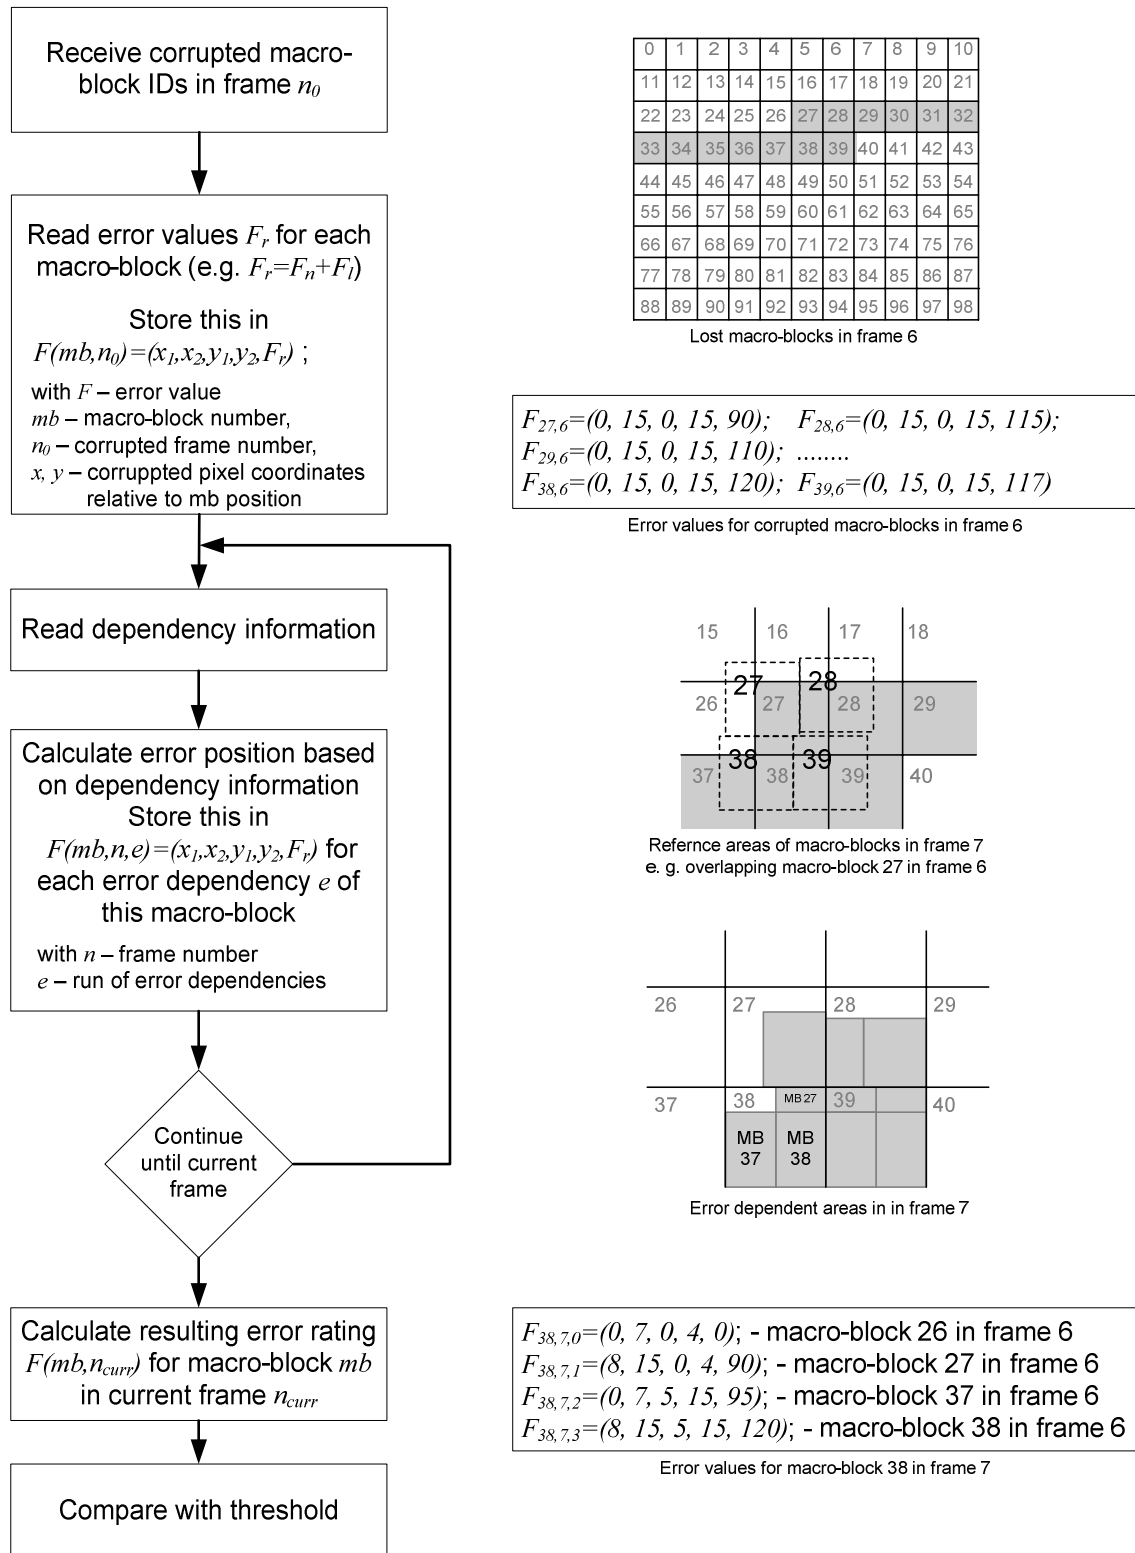 Receive corrupted macro-
block IDs in frame n0
Read error values Fr for each
macro-block (e.g. Fr=Fn+Fl)
Store this in
F(mb,n0)=(x1,x2,y1,y2,Fr) ;
with F – error value
mb – macro-block number,
n0 – corrupted frame number,
x, y – corruppted pixel coordinates
relative to mb position
Read dependency information
Calculate error position based
on dependency information
Store this in
F(mb,n,e)=(x1,x2,y1,y2,Fr) for
each error dependency e of
this macro-block
with n – frame number
e – run of error dependencies
Continue
until current
frame
Calculate resulting error rating
F(mb,ncurr) for macro-block mb
in current frame ncurr
Compare with threshold
0 1 2 3 4 5 6 7 8 9 10
11 12 13 14 15 16 17 18 19 20 21
22 23 24 25 26 27 28 29 30 31 32
33 34 35 36 37 38 39 40 41 42 43
44 45 46 47 48 49 50 51 52 53 54
55 56 57 58 59 60 61 62 63 64 65
66 67 68 69 70 71 72 73 74 75 76
77 78 79 80 81 82 83 84 85 86 87
88 89 90 91 92 93 94 95 96 97 98
Lost macro-blocks in frame 6
F27,6=(0, 15, 0, 15, 90); F28,6=(0, 15, 0, 15, 115);
F29,6=(0, 15, 0, 15, 110); ........
F38,6=(0, 15, 0, 15, 120); F39,6=(0, 15, 0, 15, 117)
Error values for corrupted macro-blocks in frame 6
15 16 17 18
27 28
26 27 28 29
38 39
37 38 39 40
Refernce areas of macro-blocks in frame 7
e. g. overlapping macro-block 27 in frame 6
26 27 28 29
37 38 MB 27 39 40
MB MB
37 38
Error dependent areas in in frame 7
F38,7,0=(0, 7, 0, 4, 0); - macro-block 26 in frame 6
F38,7,1=(8, 15, 0, 4, 90); - macro-block 27 in frame 6
F38,7,2=(0, 7, 5, 15, 95); - macro-block 37 in frame 6
F38,7,3=(8, 15, 5, 15, 120); - macro-block 38 in frame 6
Error values for macro-block 38 in frame 7